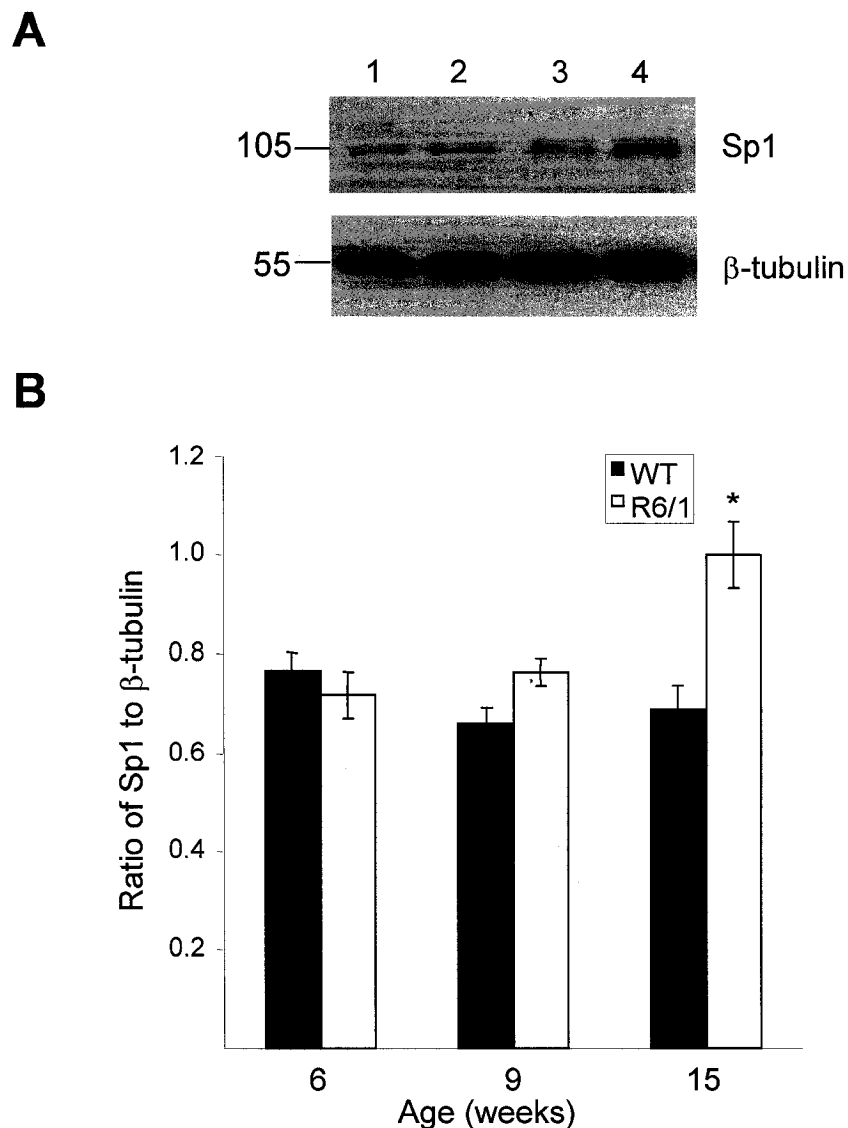 A
1 2 3 4
105 Sp1
55 β-tubulin
B
1.2
1.0
0.8
0.6
0.4
0.2
Ratio of Sp1 to β-tubulin
WT
R6/1
*
6 9 15
Age (weeks)